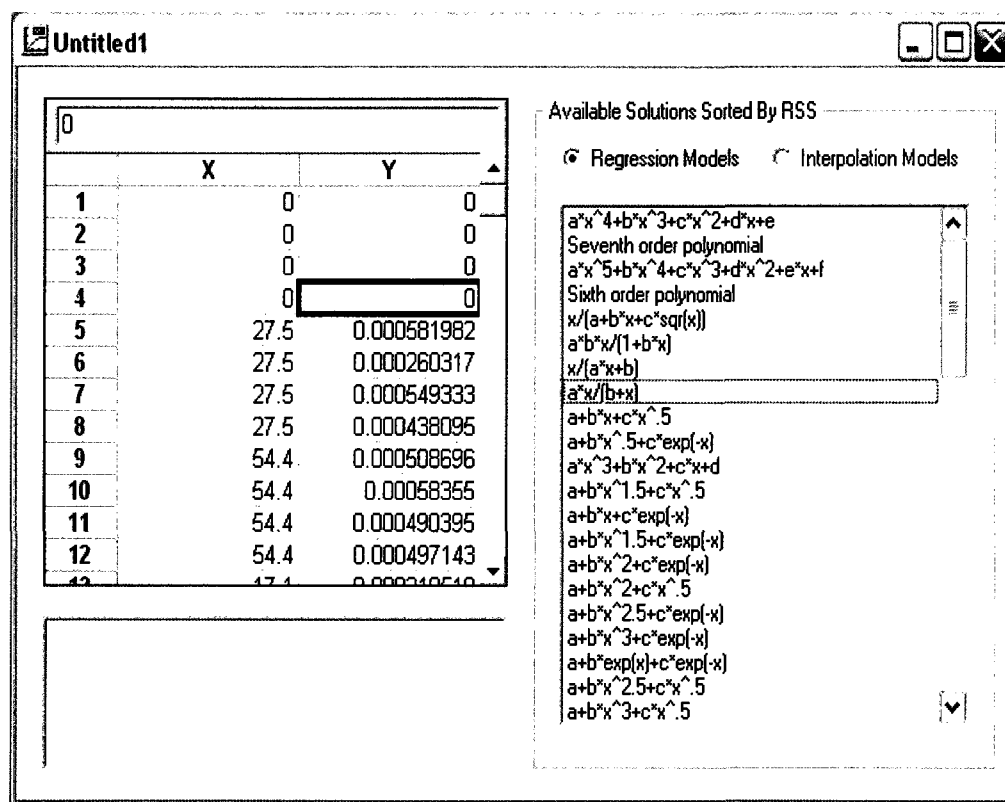 Untitled1
0
X Y
1 0 0
2 0 0
3 0 0
4 0 0
5 27.5 0.000581982
6 27.5 0.000260317
7 27.5 0.000549333
8 27.5 0.000438095
9 54.4 0.000508696
10 54.4 0.00058355
11 54.4 0.000490395
12 54.4 0.000497143
Available Solutions Sorted By RSS
Regression Models Interpolation Models
a*x^4+b*x^3+c*x^2+d*x+e
Seventh order polynomial
a*x^5+b*x^4+c*x^3+d*x^2+e*x+f
Sixth order polynomial
x/(a+b*x+c*sqr(x))
a*b*x/(1+b*x)
x/(a*x+b)
a*x/(b+x)
a+b*x+c*x^.5
a+b*x^.5+c*exp(-x)
a*x^3+b*x^2+c*x+d
a+b*x^1.5+c*x^.5
a+b*x+c*exp(-x)
a+b*x^1.5+c*exp(-x)
a+b*x^2+c*exp(-x)
a+b*x^2+c*x^.5
a+b*x^2.5+c*exp(-x)
a+b*x^3+c*exp(-x)
a+b*exp(x)+c*exp(-x)
a+b*x^2.5+c*x^.5
a+b*x^3+c*x^.5